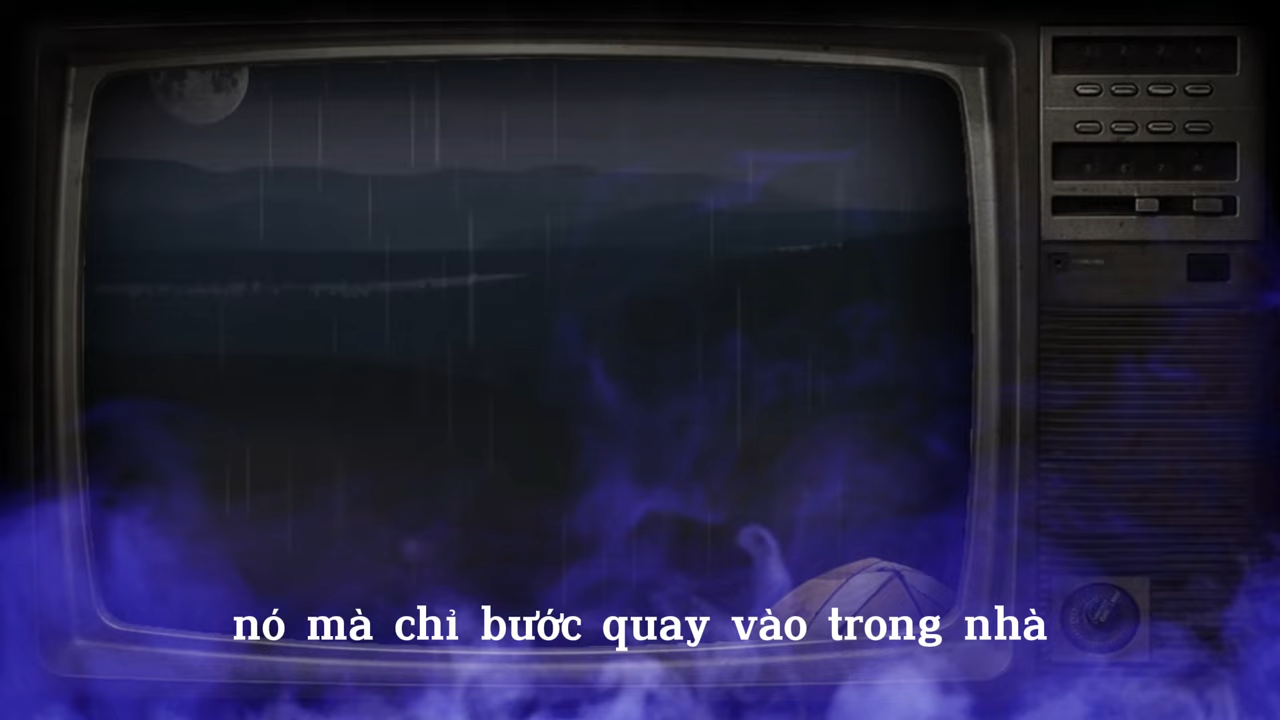 nó mà chỉ bước quay vào trong nhà